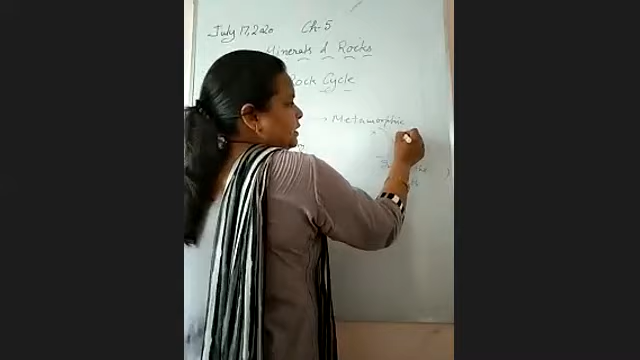 July 17, 2020 Ch-5
Minerals & Rocks
Rock Cycle
Metamorphic